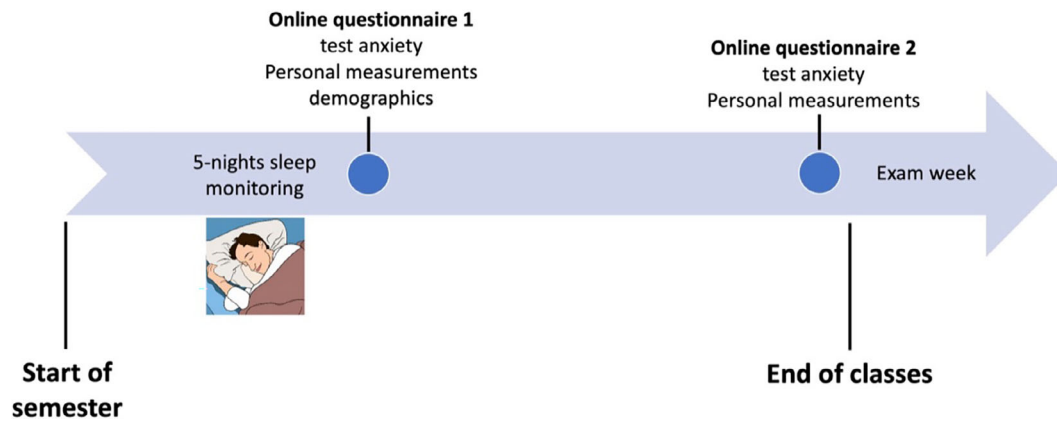 Online questionnaire 1
test anxiety
Personal measurements
demographics
Online questionnaire 2
test anxiety
Personal measurements
5-nights sleep
monitoring
Exam week
Start of
semester
End of classes